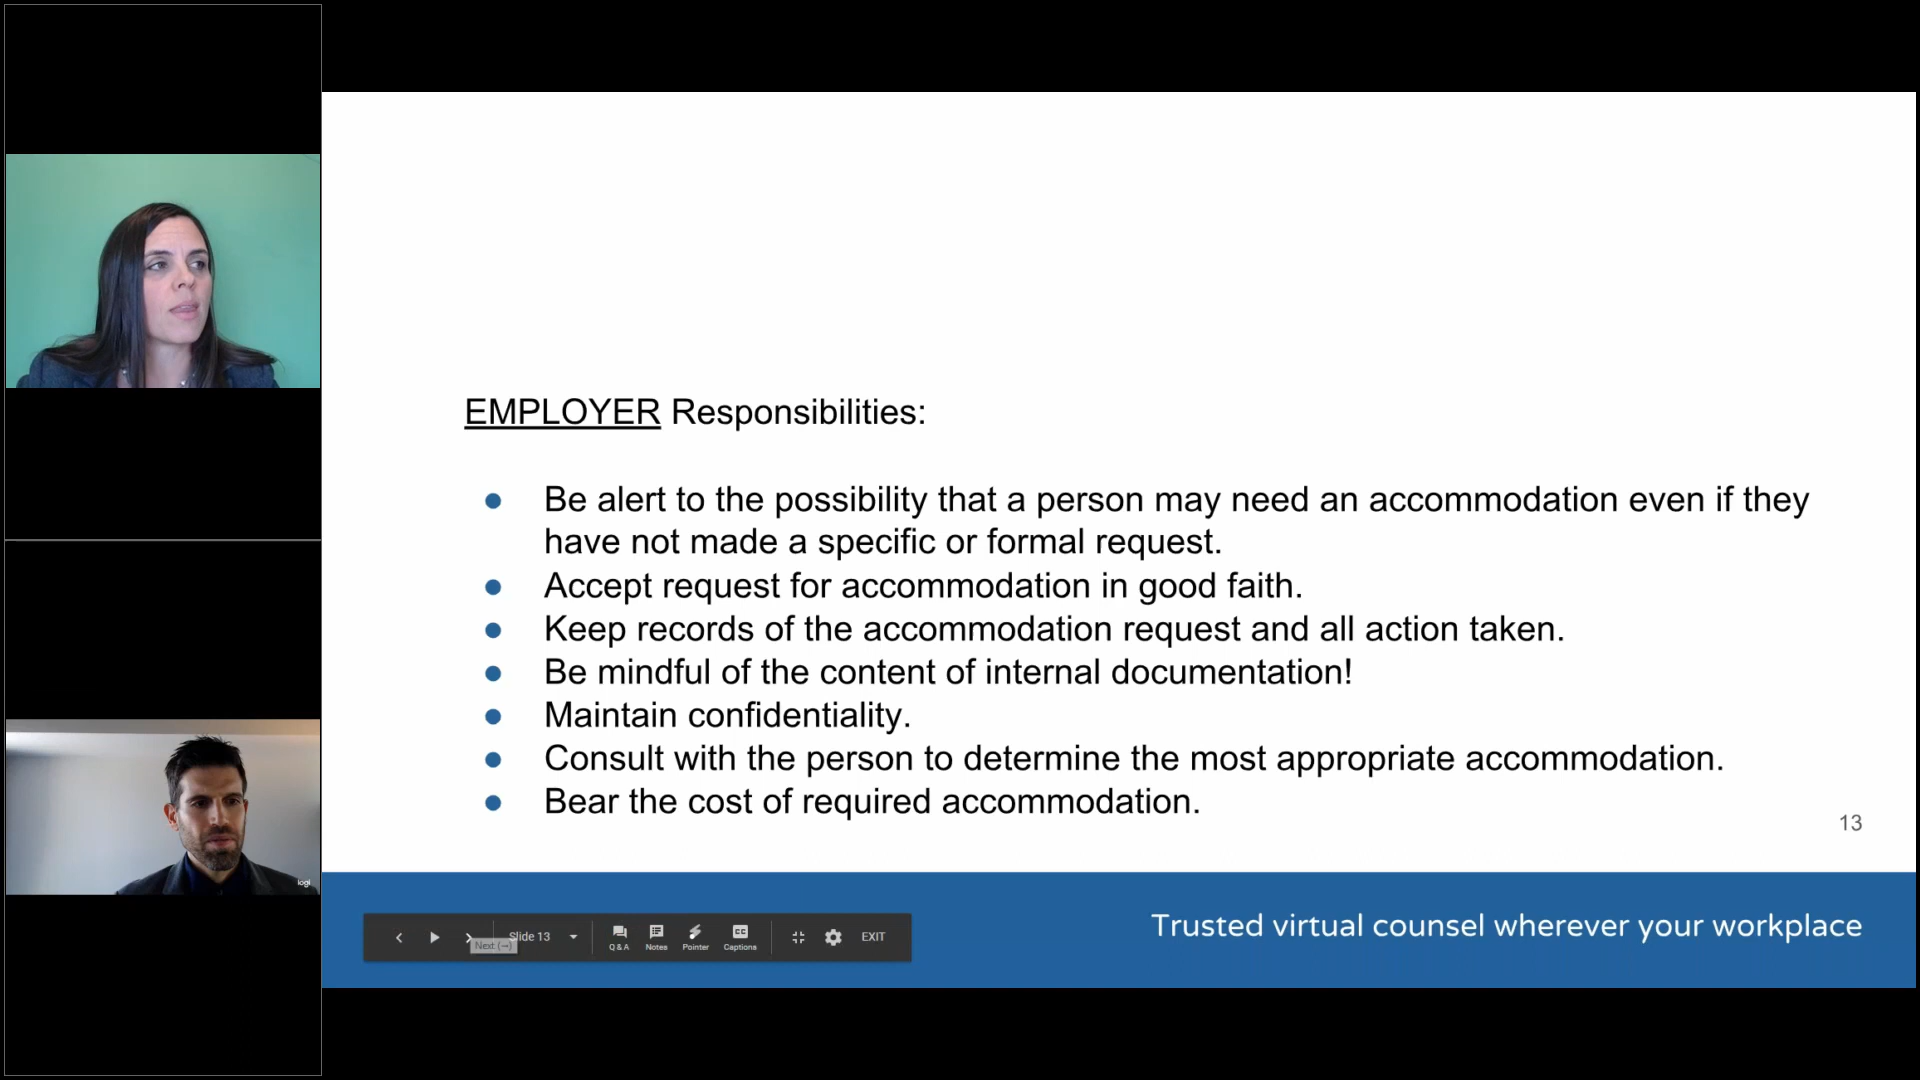 EMPLOYER Responsibilities:
● Be alert to the possibility that a person may need an accommodation even if they
have not made a specific or formal request.
● Accept request for accommodation in good faith.
● Keep records of the accommodation request and all action taken.
● Be mindful of the content of internal documentation!
● Maintain confidentiality.
● Consult with the person to determine the most appropriate accommodation.
● Bear the cost of required accommodation.
13
logi
Slide 13
Next (→)
Q & A
Notes
Pointer
CC
Captions
EXIT
Trusted virtual counsel wherever your workplace